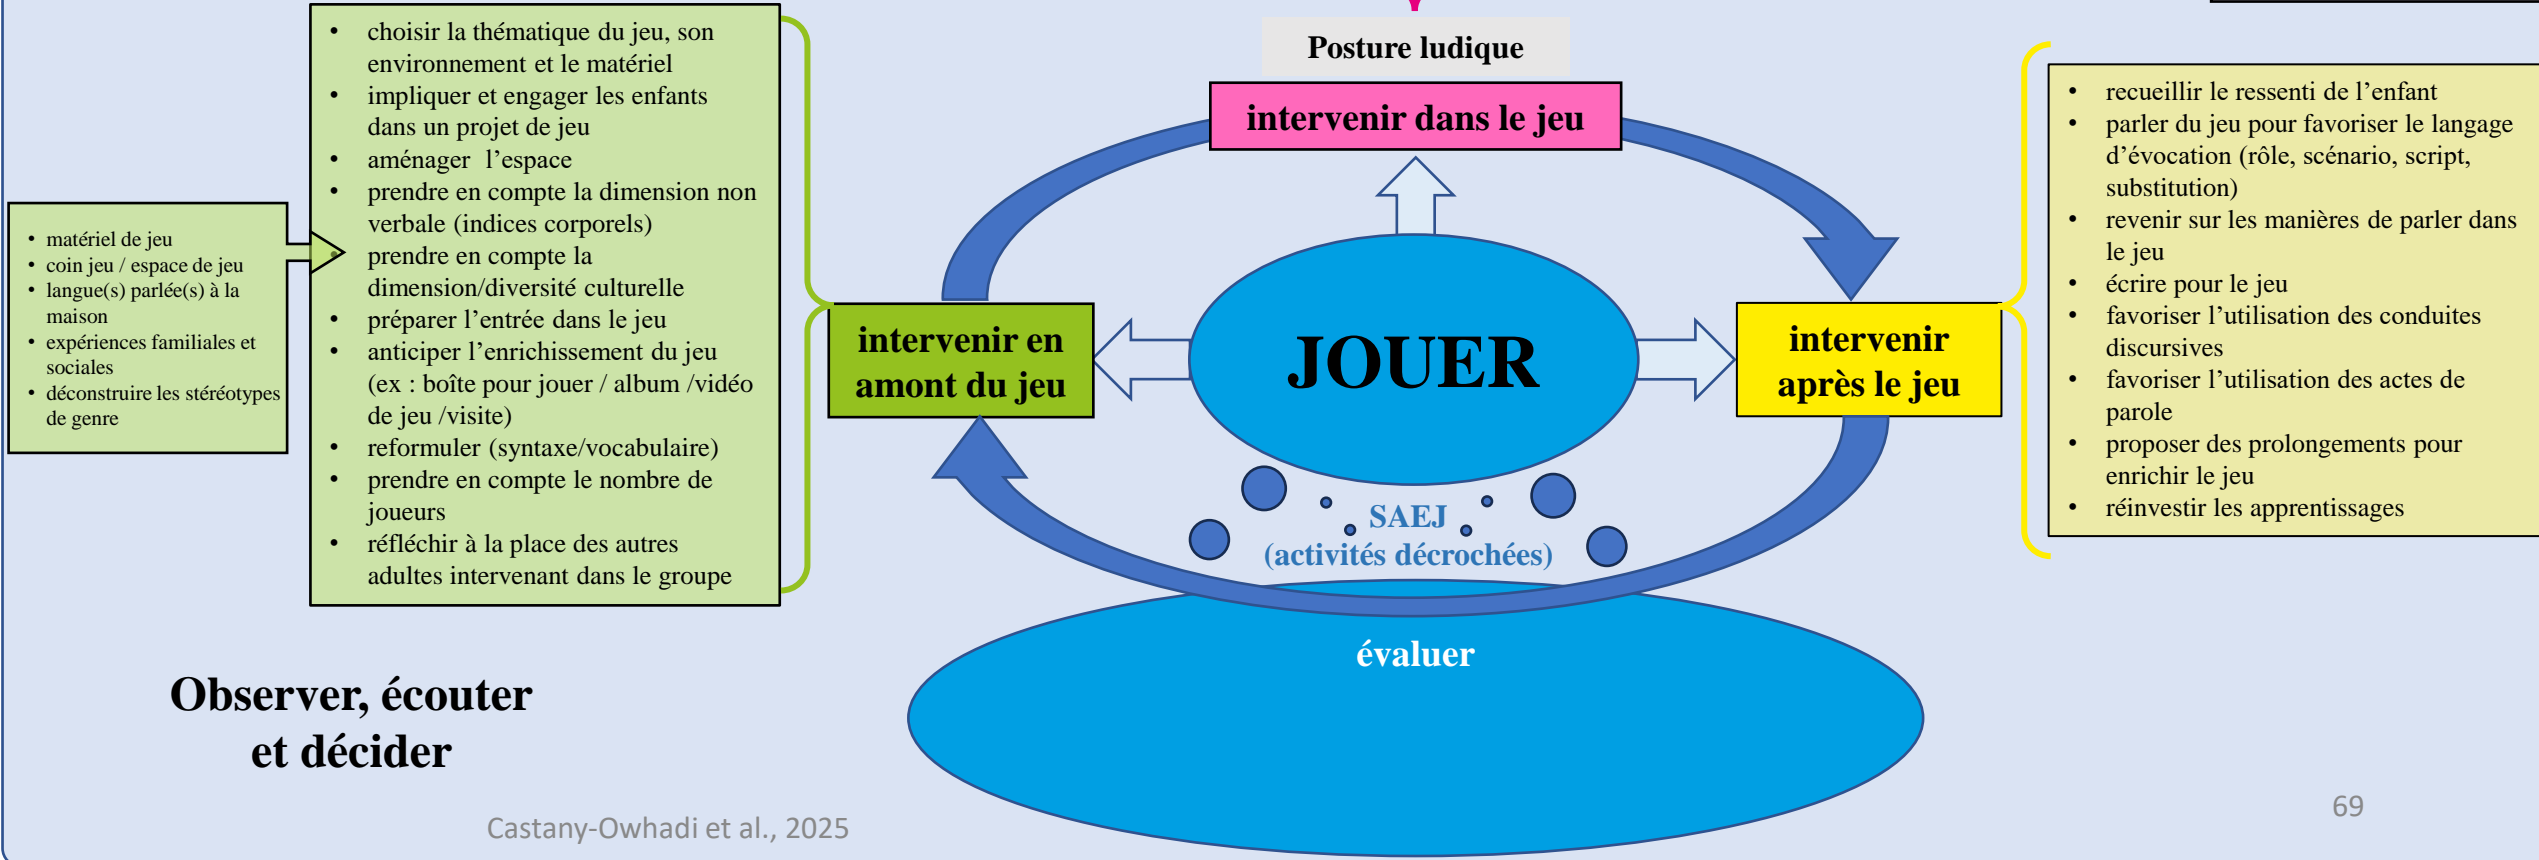 • matériel de jeu
• coin jeu / espace de jeu
• langue(s) parlée(s) à la
maison
• expériences familiales et
sociales
• déconstruire les stéréotypes
de genre
• choisir la thématique du jeu, son
environnement et le matériel
• impliquer et engager les enfants
dans un projet de jeu
• aménager l’espace
• prendre en compte la dimension non
verbale (indices corporels)
• prendre en compte la
dimension/diversité culturelle
• préparer l’entrée dans le jeu
• anticiper l’enrichissement du jeu
(ex : boîte pour jouer / album /vidéo
de jeu /visite)
• reformuler (syntaxe/vocabulaire)
• prendre en compte le nombre de
joueurs
• réfléchir à la place des autres
adultes intervenant dans le groupe
Posture ludique
intervenir dans le jeu
intervenir en
amont du jeu
JOUER
intervenir
après le jeu
SAEJ
(activités décrochées)
évaluer
• recueillir le ressenti de l’enfant
• parler du jeu pour favoriser le langage
d’évocation (rôle, scénario, script,
substitution)
• revenir sur les manières de parler dans
le jeu
• écrire pour le jeu
• favoriser l’utilisation des conduites
discursives
• favoriser l’utilisation des actes de
parole
• proposer des prolongements pour
enrichir le jeu
• réinvestir les apprentissages
Observer, écouter
et décider
Castany-Owhadi et al., 2025
69